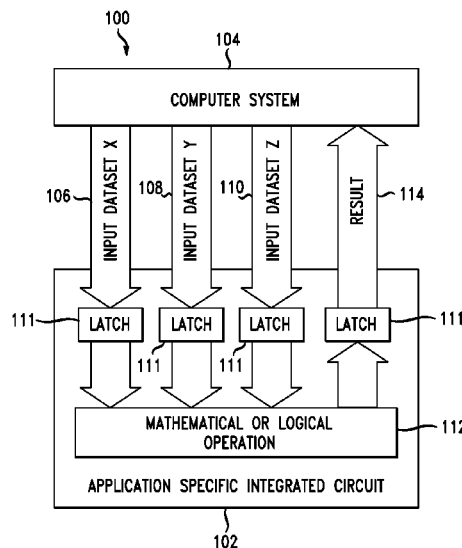 100
104
COMPUTER SYSTEM
106
INPUT DATASET X
108
INPUT DATASET Y
110
INPUT DATASET Z
RESULT
114
111
LATCH
LATCH
LATCH
LATCH
111
111
111
MATHEMATICAL OR LOGICAL
OPERATION
112
APPLICATION SPECIFIC INTEGRATED CIRCUIT
102